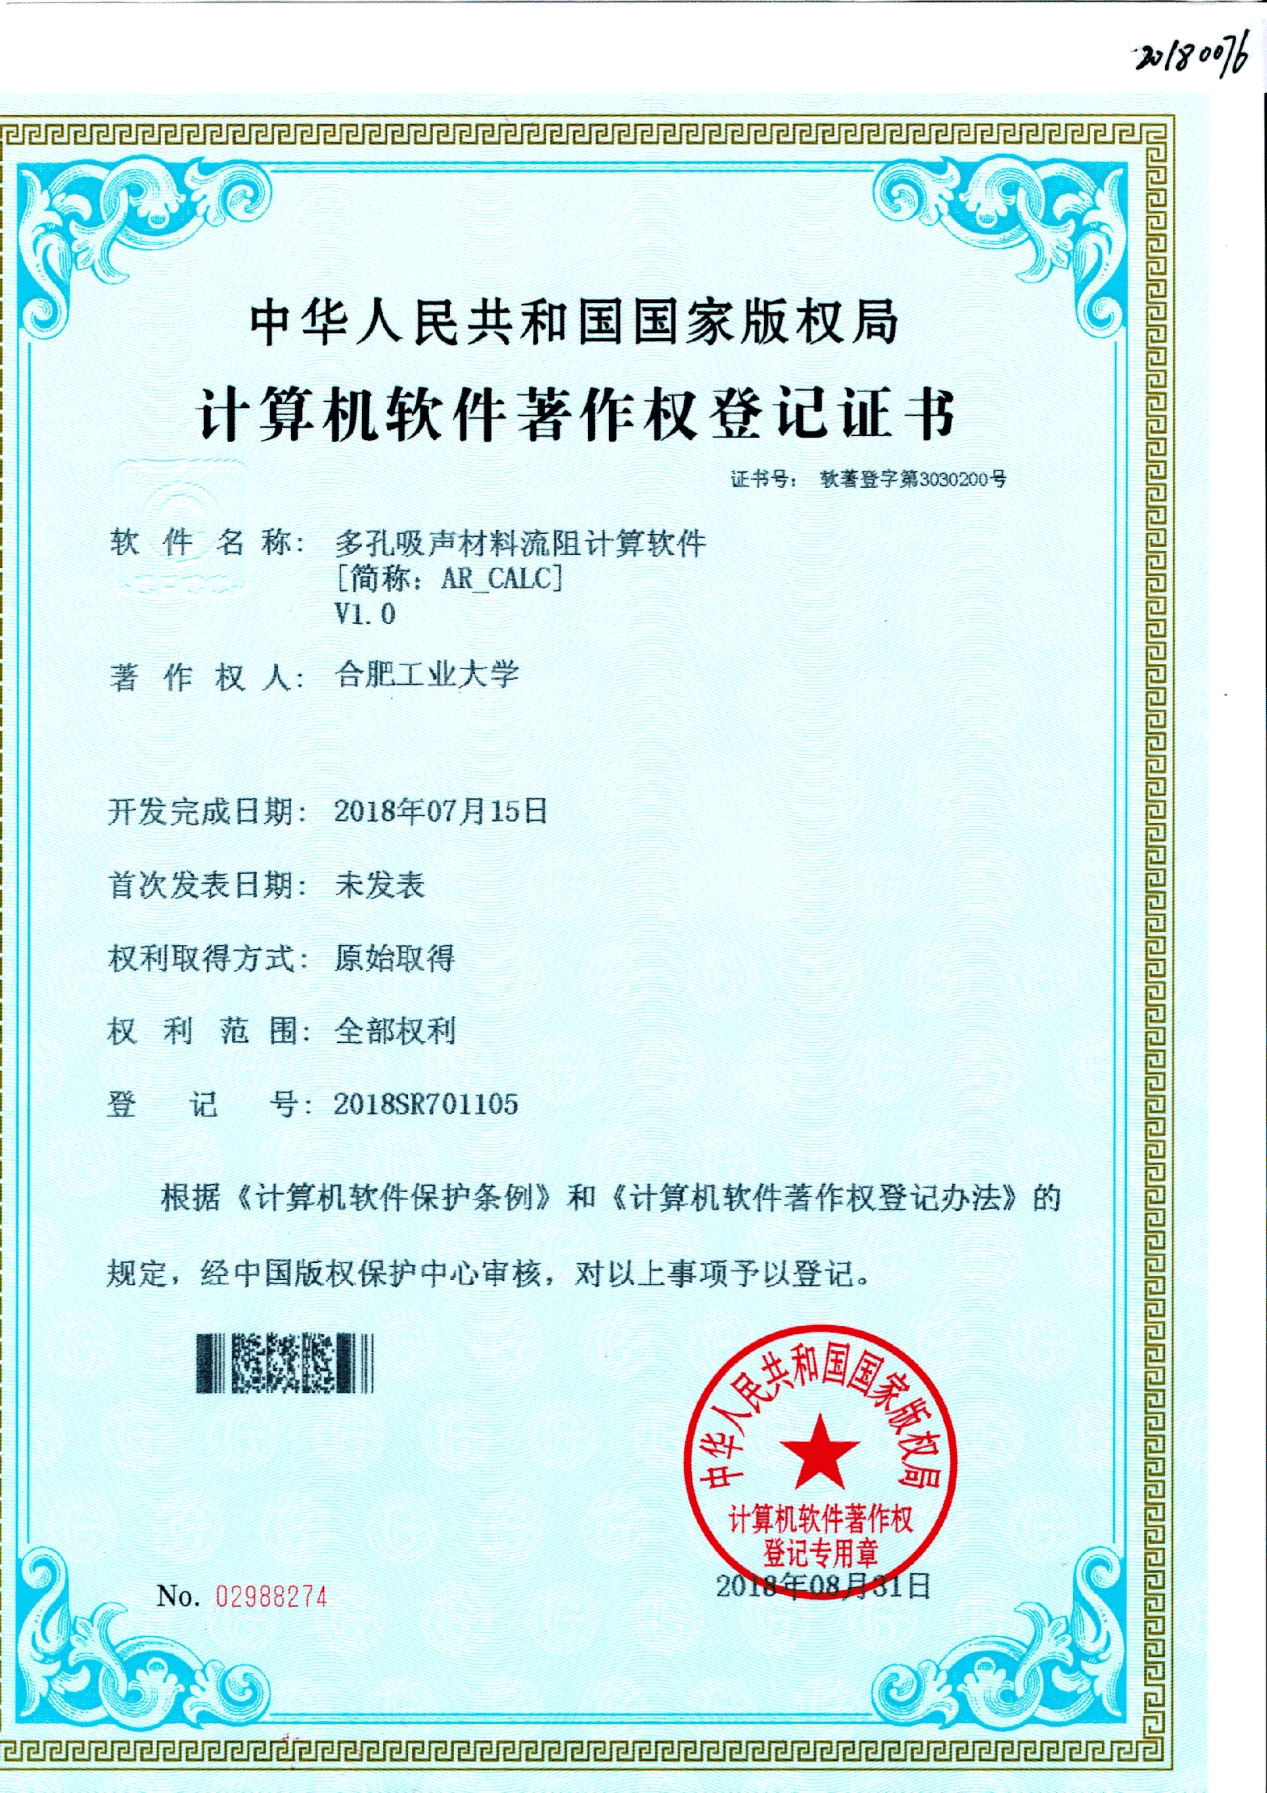 20180076
中华人民共和国国家版权局
计算机软件著作权登记证书
证书号： 软著登字第3030200号
软件名称： 多孔吸声材料流阻计算软件
[简称：AR_CALC]
V1.0
著作权人： 合肥工业大学
开发完成日期： 2018年07月15日
首次发表日期： 未发表
权利取得方式： 原始取得
权利范围： 全部权利
登记号： 2018SR701105
根据《计算机软件保护条例》和《计算机软件著作权登记办法》的
规定，经中国版权保护中心审核，对以上事项予以登记。
中华人民共和国国家版权局
计算机软件著作权
登记专用章
2018年08月31日
No. 02988274